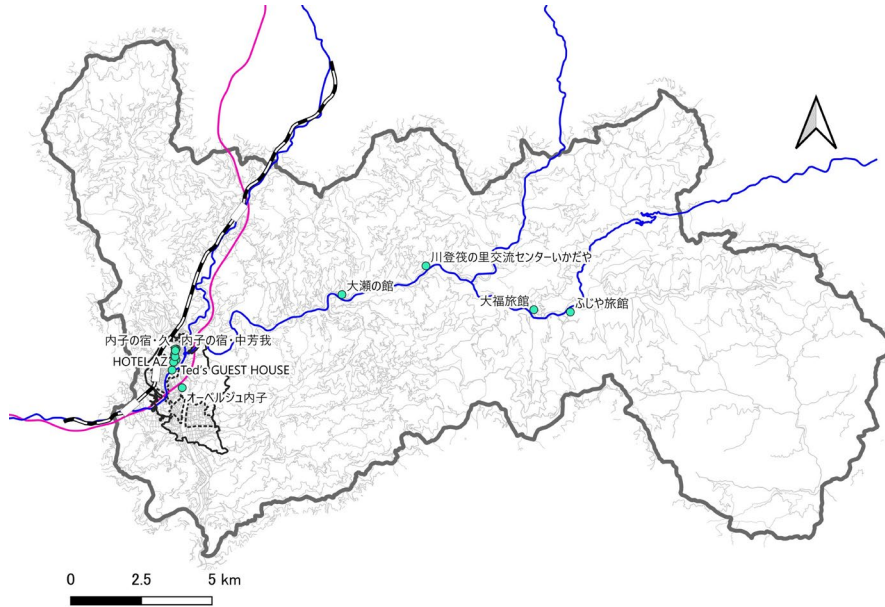 川登筏の里交流センターいかだや
大瀬の館
大福旅館
ふじや旅館
内子の宿・久
内子の宿・中芳我
HOTEL AZ
Ted's GUEST HOUSE
オーベルジュ内子
0 2.5 5 km